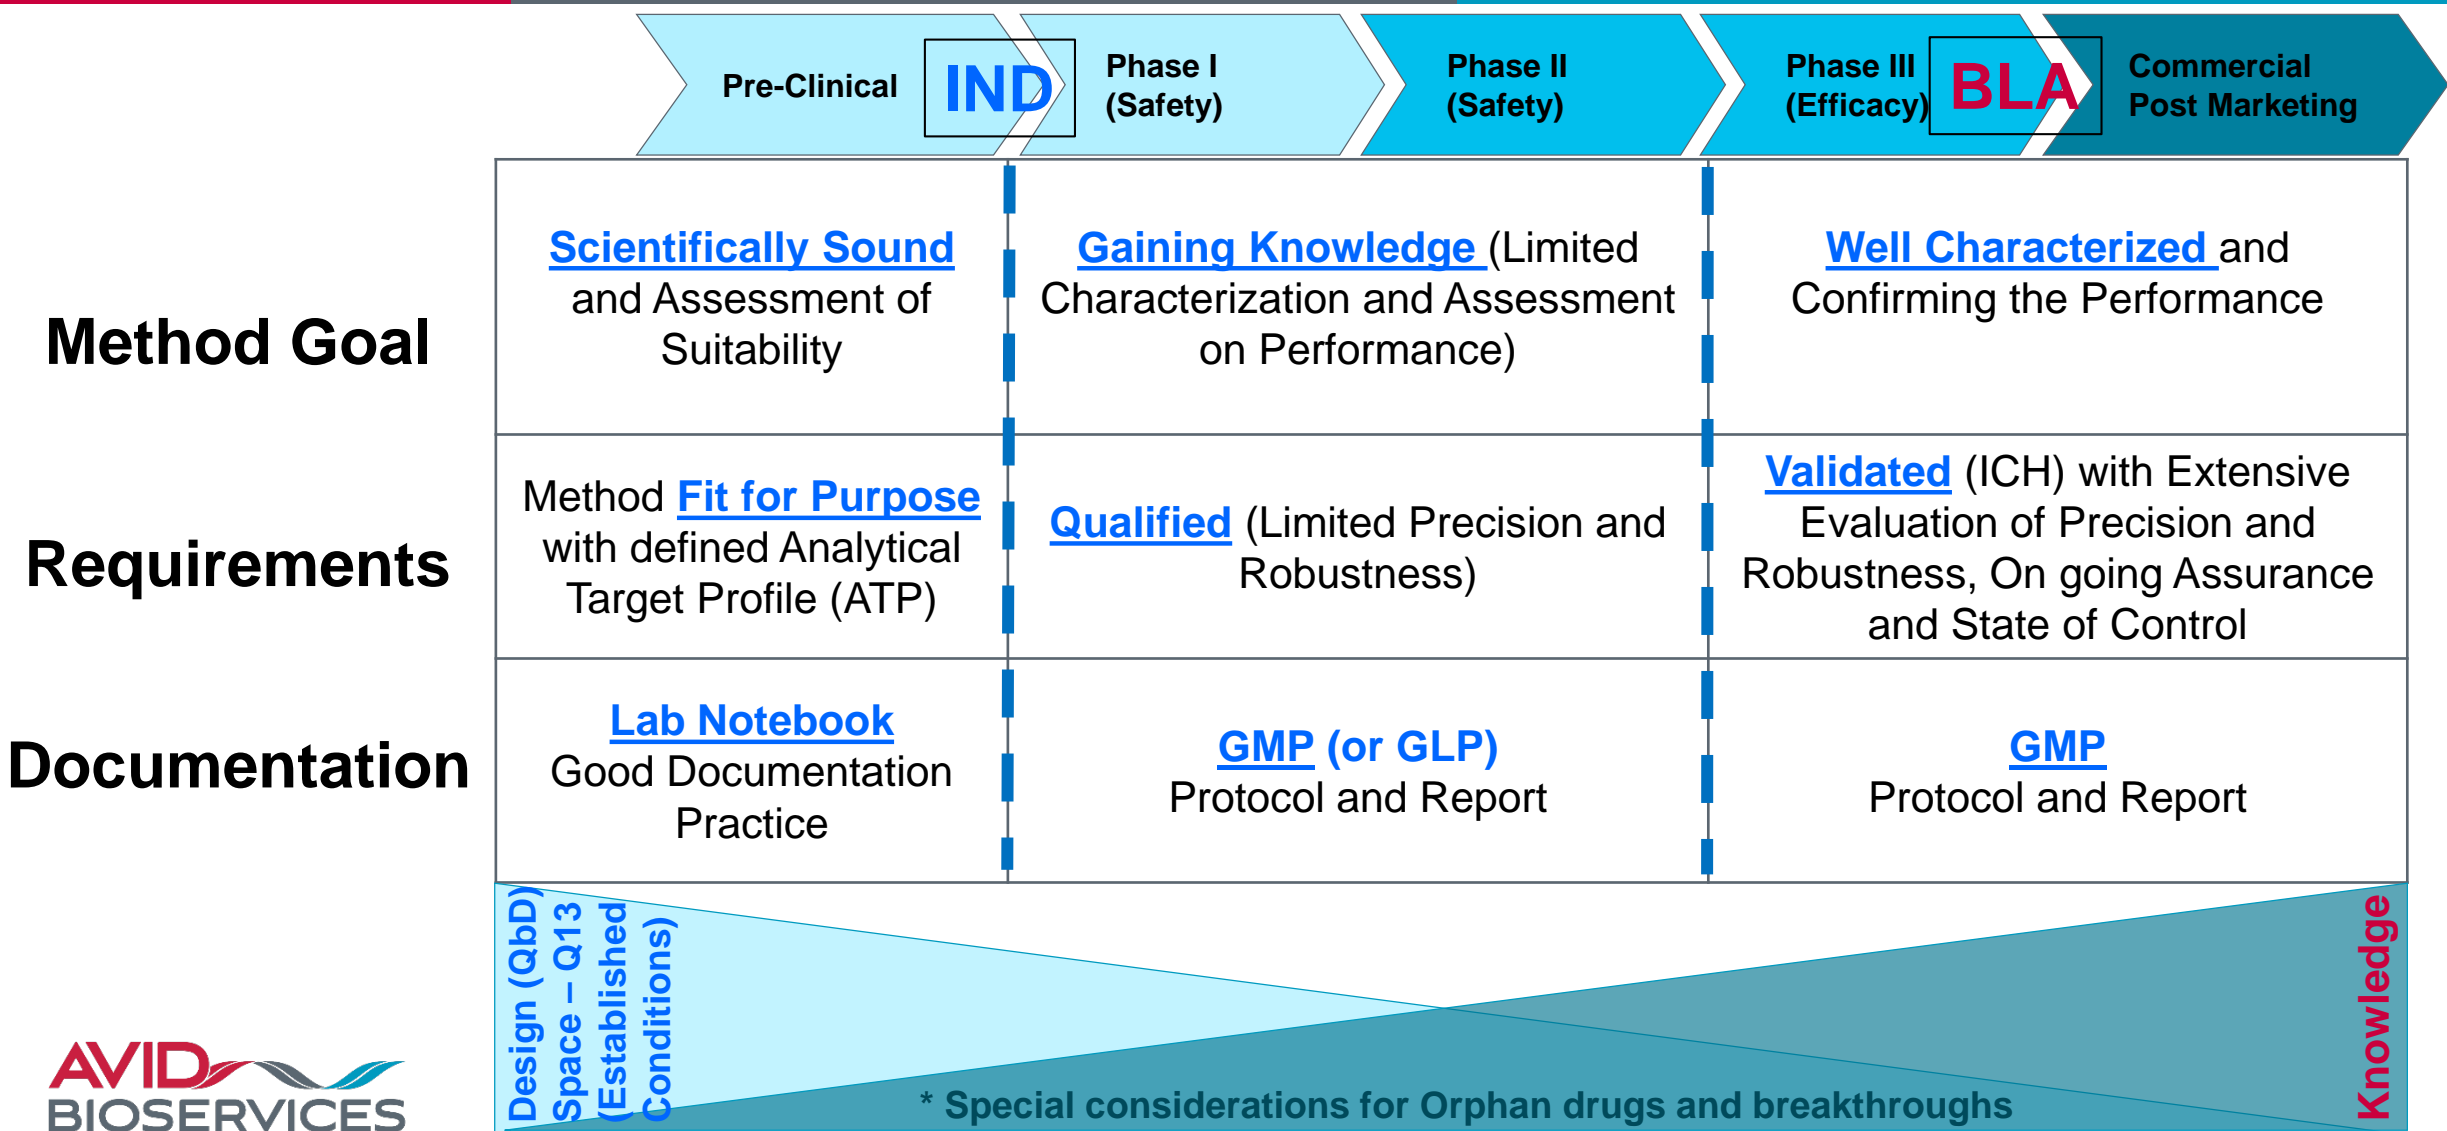 Pre-Clinical
IND
Phase I
(Safety)
Phase II
(Safety)
Phase III
(Efficacy)
BLA
Commercial
Post Marketing
Method Goal
Scientifically Sound
and Assessment of
Suitability
Gaining Knowledge (Limited
Characterization and Assessment
on Performance)
Well Characterized and
Confirming the Performance
Requirements
Method Fit for Purpose
with defined Analytical
Target Profile (ATP)
Qualified (Limited Precision and
Robustness)
Validated (ICH) with Extensive
Evaluation of Precision and
Robustness, On going Assurance
and State of Control
Documentation
Lab Notebook
Good Documentation
Practice
GMP (or GLP)
Protocol and Report
GMP
Protocol and Report
Design (QbD)
Space – Q13
(Established
Conditions)
Knowledge
* Special considerations for Orphan drugs and breakthroughs
AVID
BIOSERVICES